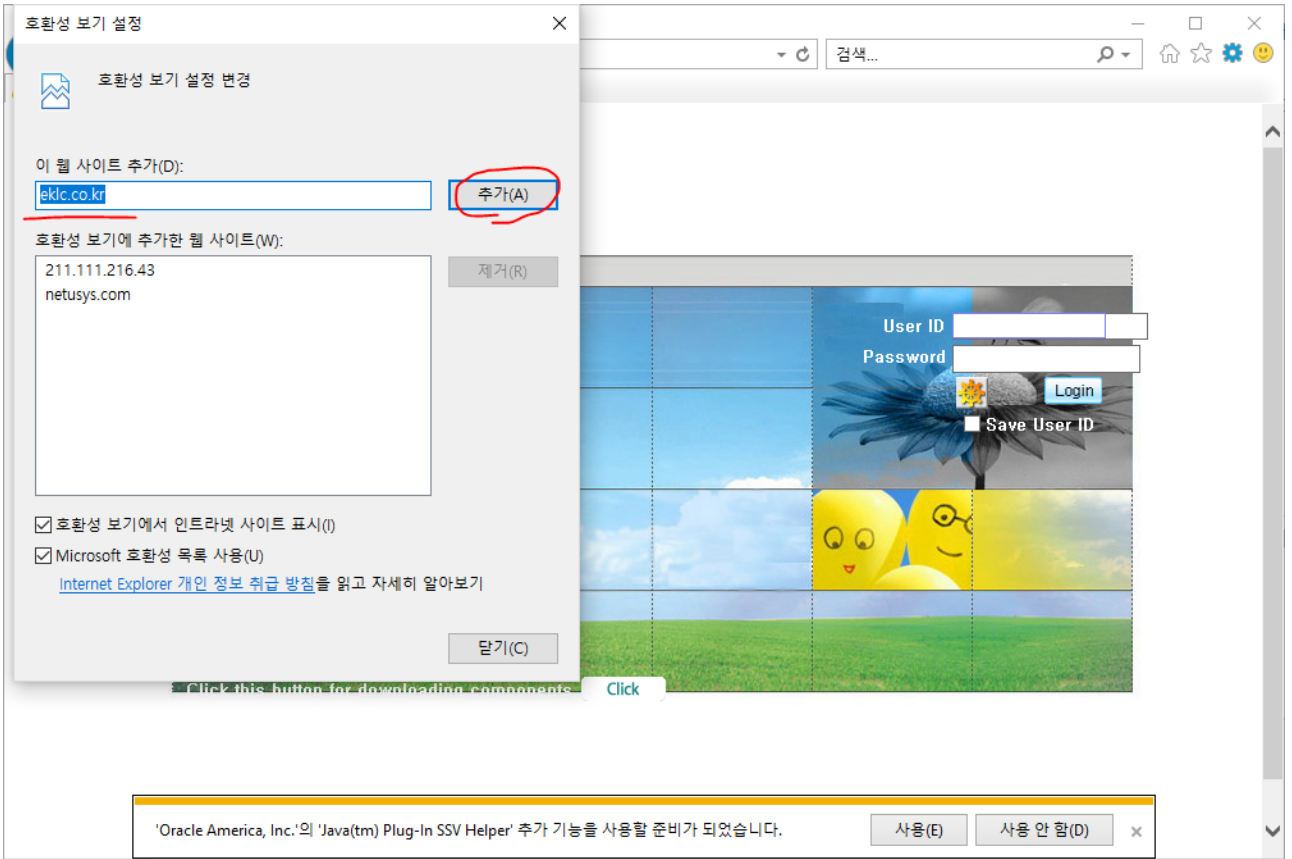 호환성 보기 설정
검색...
호환성 보기 설정 변경
이 웹 사이트 추가(D):
eklc.co.kr
추가(A)
호환성 보기에 추가한 웹 사이트(W):
211.111.216.43
netusys.com
제거(R)
User ID
Password
Login
Save User ID
호환성 보기에서 인트라넷 사이트 표시(I)
Microsoft 호환성 목록 사용(U)
Internet Explorer 개인 정보 취급 방침을 읽고 자세히 알아보기
닫기(C)
Click this button for downloading components
Click
'Oracle America, Inc.'의 'Java(tm) Plug-In SSV Helper' 추가 기능을 사용할 준비가 되었습니다.
사용(E)
사용 안 함(D)